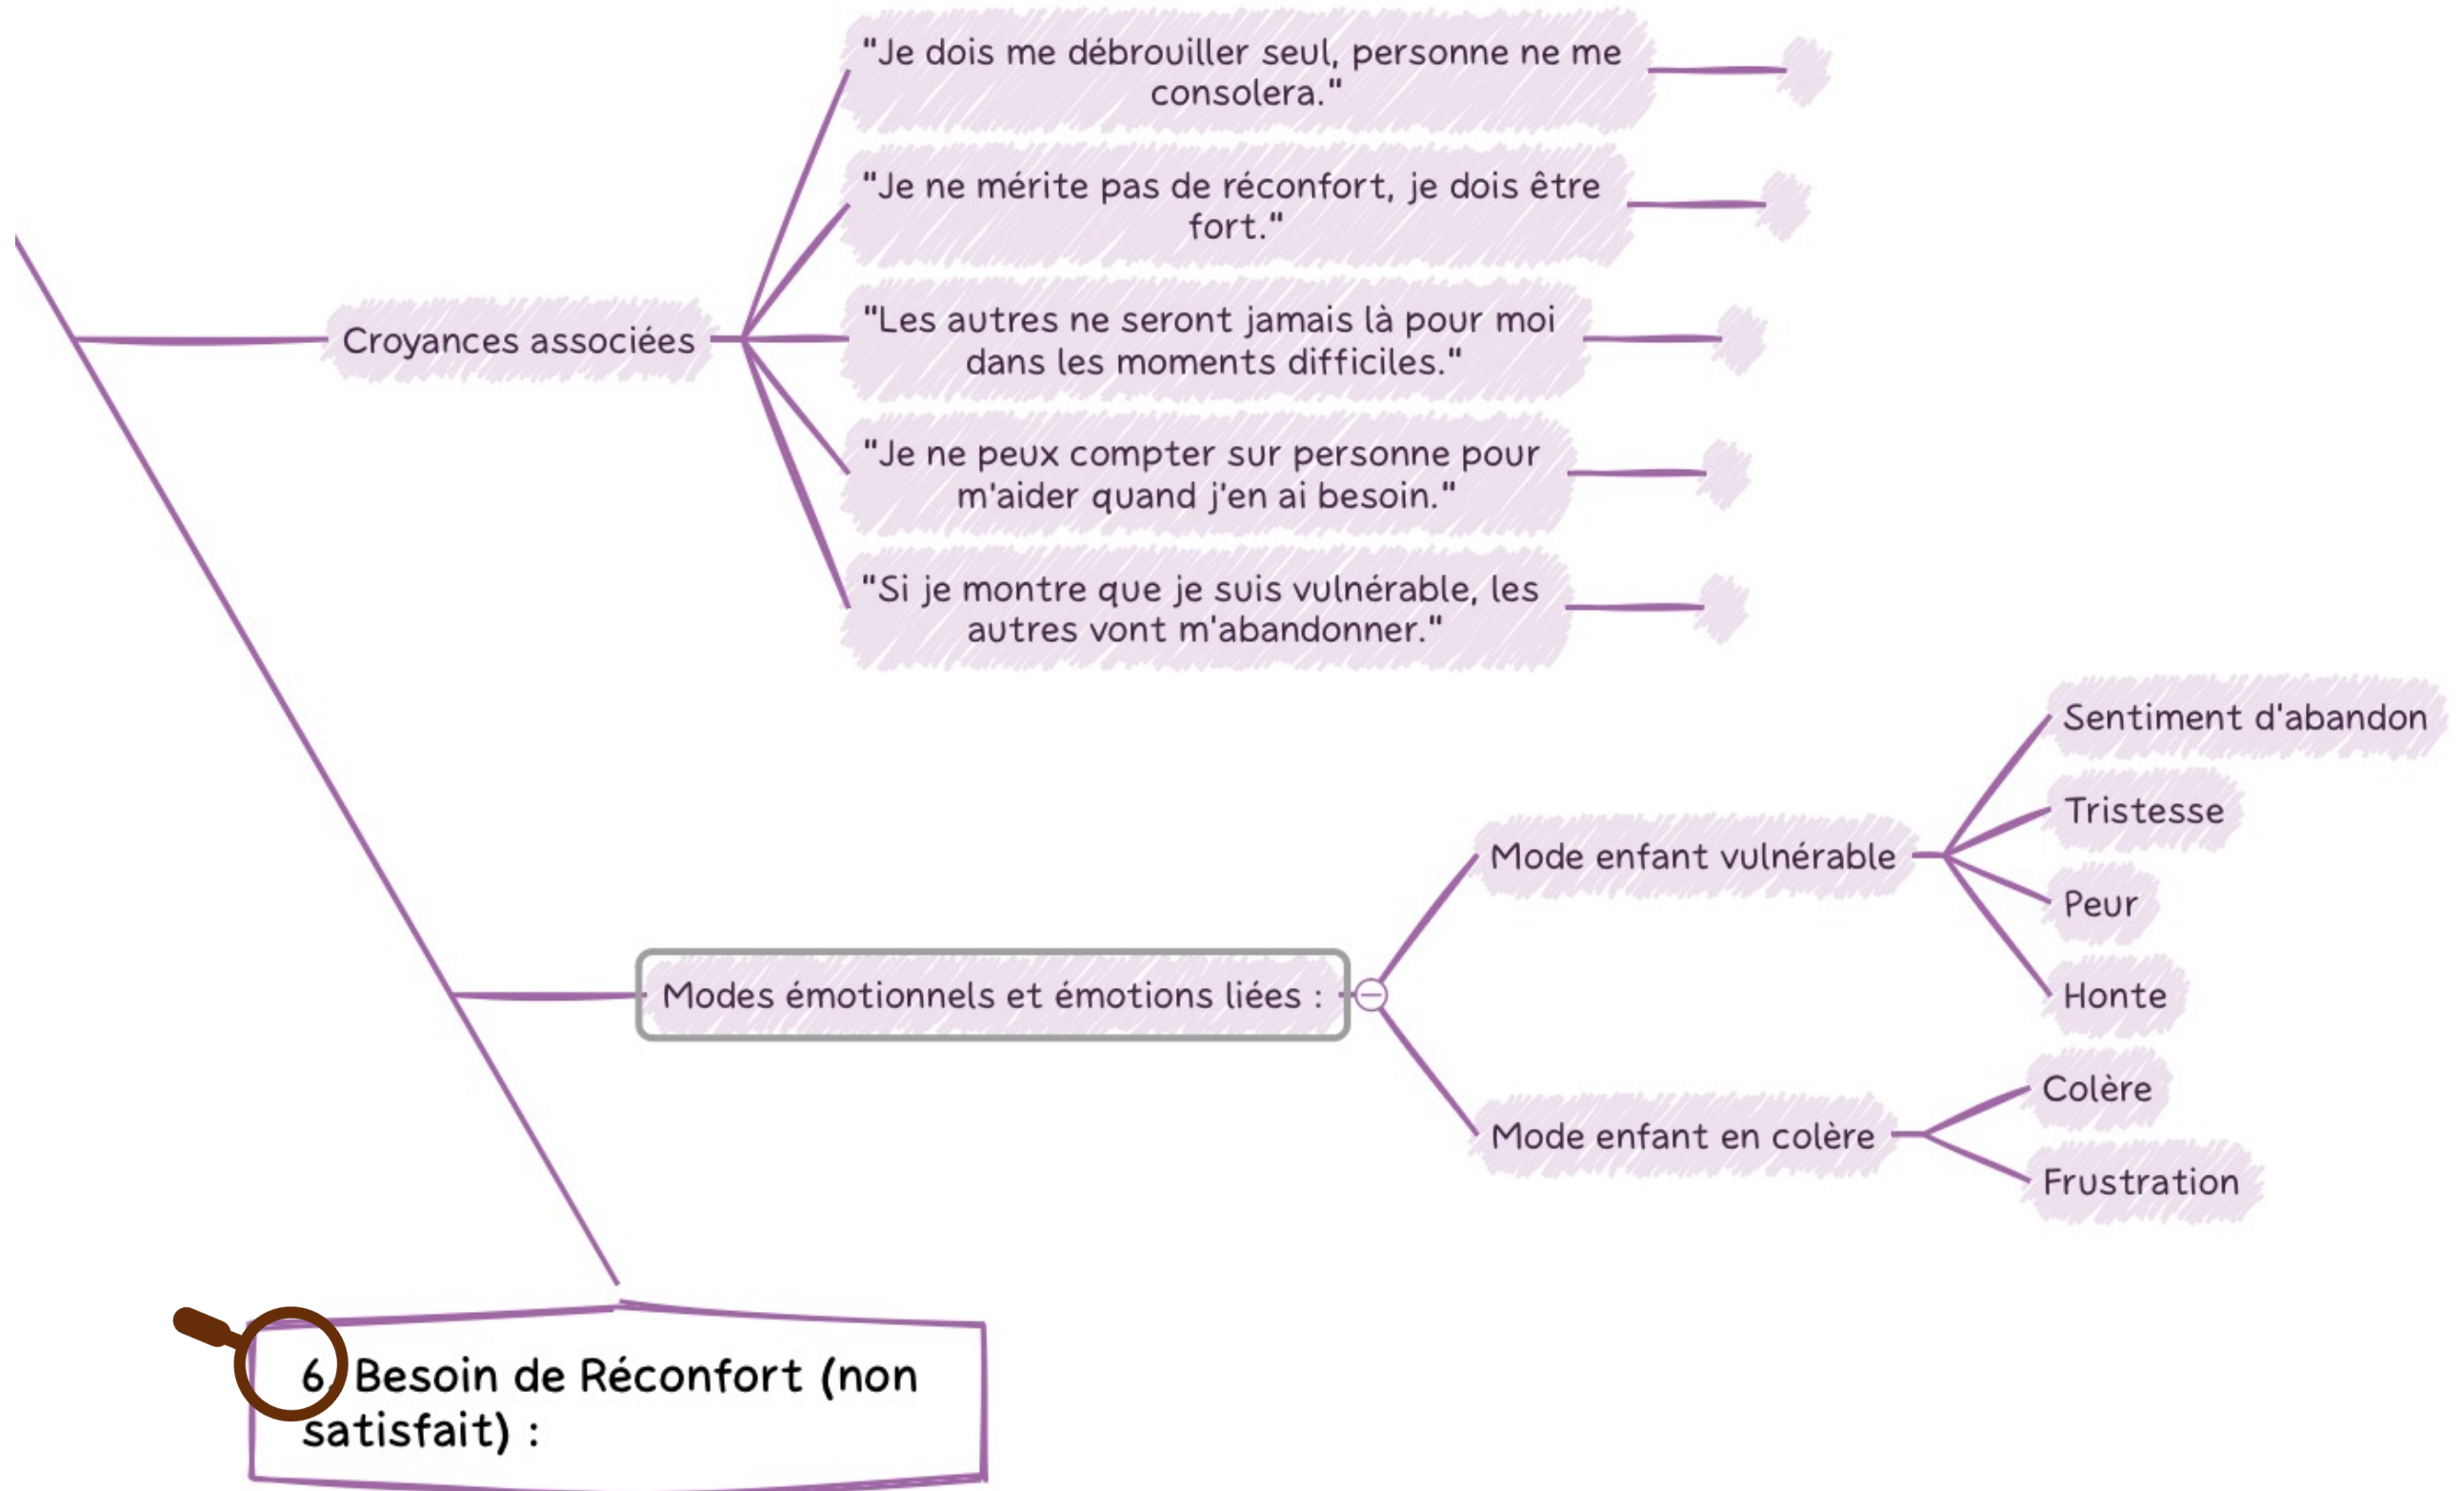 "Je dois me débrouiller seul, personne ne me
consolera."
"Je ne mérite pas de réconfort, je dois être
fort."
Croyances associées
"Les autres ne seront jamais là pour moi
dans les moments difficiles."
"Je ne peux compter sur personne pour
m'aider quand j'en ai besoin."
"Si je montre que je suis vulnérable, les
autres vont m'abandonner."
Modes émotionnels et émotions liées :
Mode enfant vulnérable
Sentiment d'abandon
Tristesse
Peur
Honte
Mode enfant en colère
Colère
Frustration
6. Besoin de Réconfort (non
satisfait) :